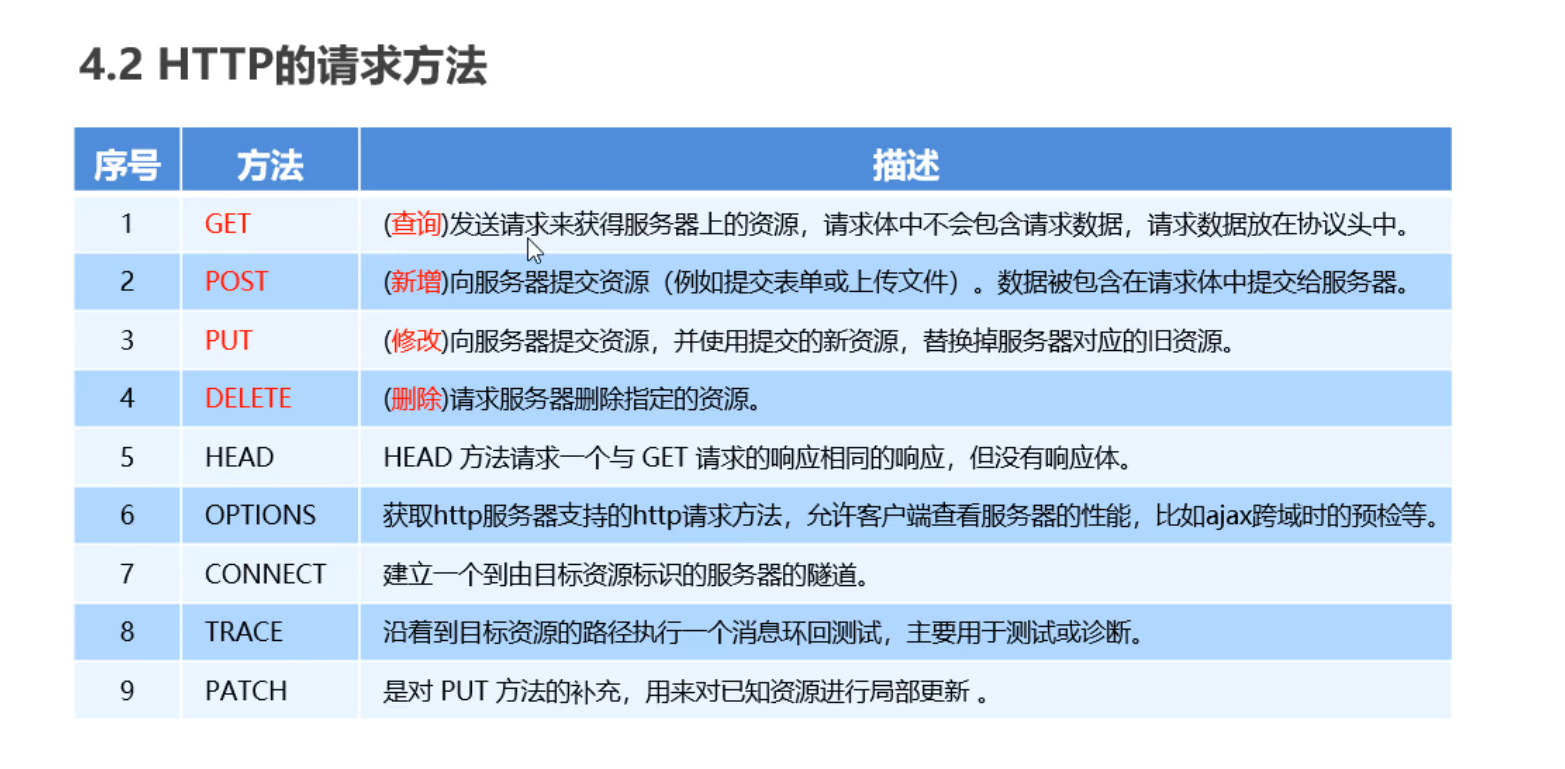 4.2 HTTP的请求方法
序号 方法 描述
1 GET (查询)发送请求来获得服务器上的资源，请求体中不会包含请求数据，请求数据放在协议头中。
2 POST (新增)向服务器提交资源（例如提交表单或上传文件）。数据被包含在请求体中提交给服务器。
3 PUT (修改)向服务器提交资源，并使用提交的新资源，替换掉服务器对应的旧资源。
4 DELETE (删除)请求服务器删除指定的资源。
5 HEAD HEAD 方法请求一个与 GET 请求的响应相同的响应，但没有响应体。
6 OPTIONS 获取http服务器支持的http请求方法，允许客户端查看服务器的性能，比如ajax跨域时的预检等。
7 CONNECT 建立一个到由目标资源标识的服务器的隧道。
8 TRACE 沿着到目标资源的路径执行一个消息环回测试，主要用于测试或诊断。
9 PATCH 是对 PUT 方法的补充，用来对已知资源进行局部更新 。